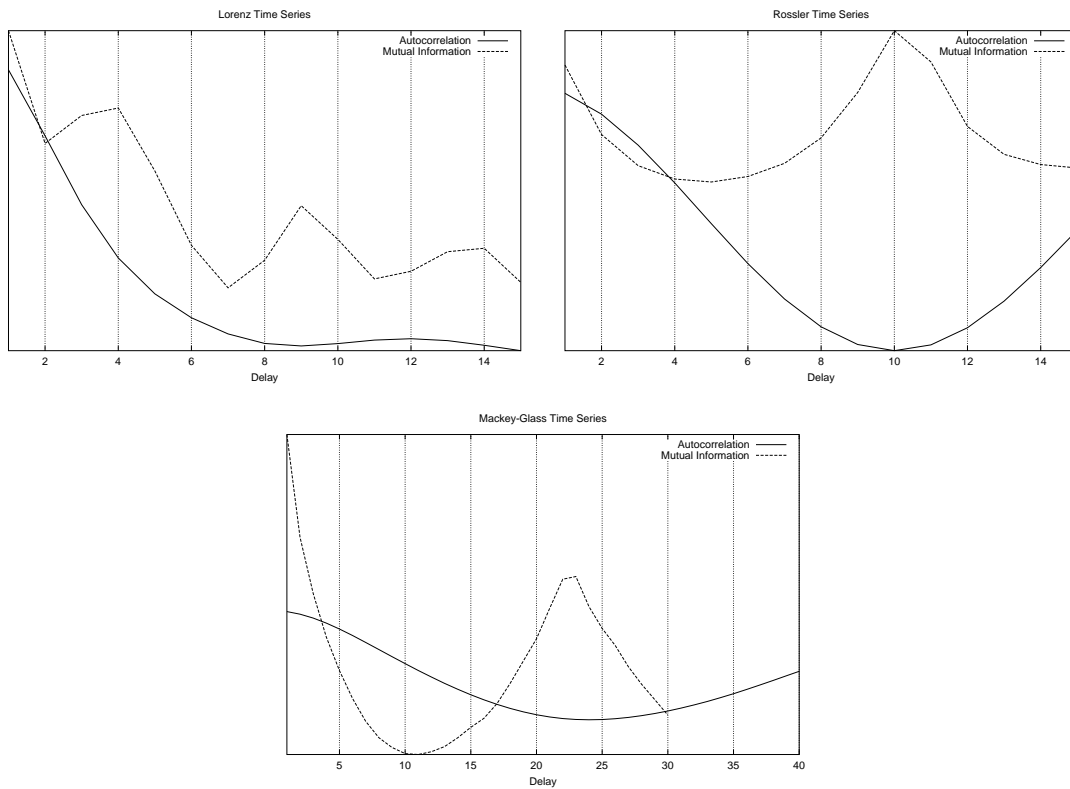 Lorenz Time Series
Autocorrelation
Mutual Information
2 4 6 8 10 12 14
Delay
Rossler Time Series
Autocorrelation
Mutual Information
2 4 6 8 10 12 14
Delay
Mackey-Glass Time Series
Autocorrelation
Mutual Information
5 10 15 20 25 30 35 40
Delay